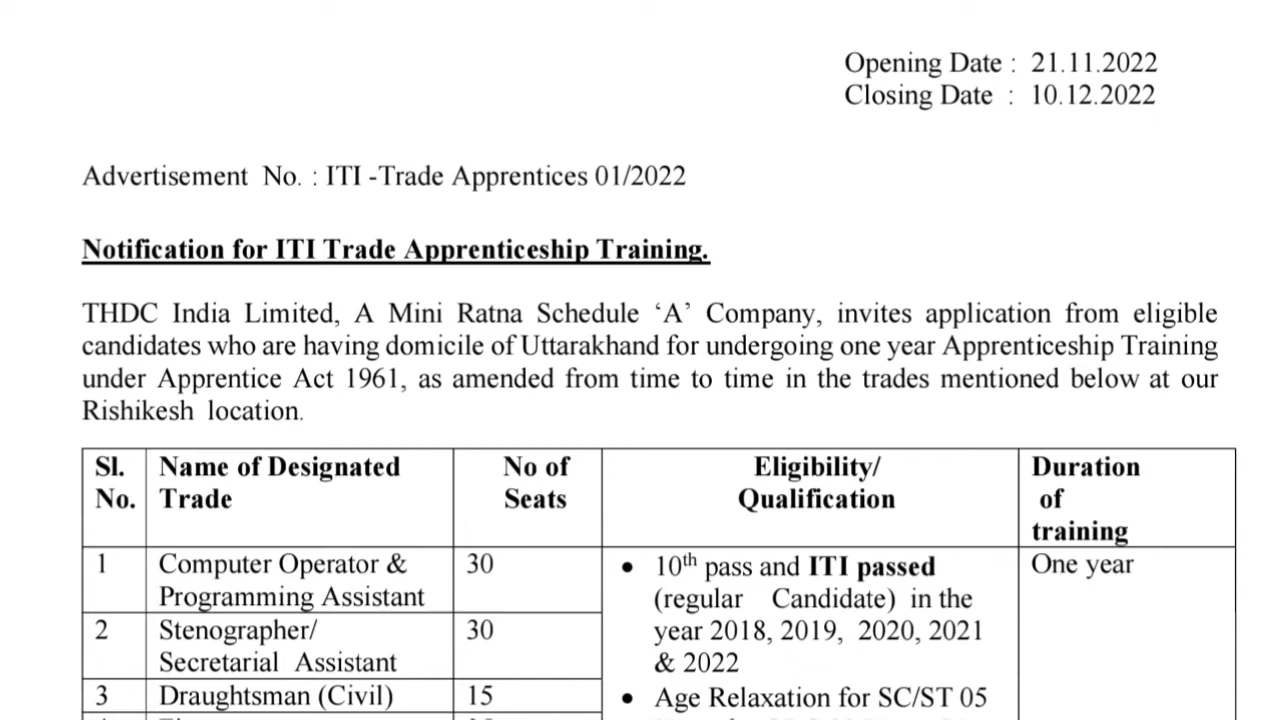 Opening Date : 21.11.2022
Closing Date : 10.12.2022
Advertisement No. : ITI -Trade Apprentices 01/2022
Notification for ITI Trade Apprenticeship Training.
THDC India Limited, A Mini Ratna Schedule ‘A’ Company, invites application from eligible
candidates who are having domicile of Uttarakhand for undergoing one year Apprenticeship Training
under Apprentice Act 1961, as amended from time to time in the trades mentioned below at our
Rishikesh location.
Sl. No. Name of Designated Trade No of Seats Eligibility/ Qualification Duration of training
1 Computer Operator & Programming Assistant 30
2 Stenographer/ Secretarial Assistant 30
3 Draughtsman (Civil) 15
• 10th pass and ITI passed
(regular Candidate) in the
year 2018, 2019, 2020, 2021
& 2022
• Age Relaxation for SC/ST 05
One year